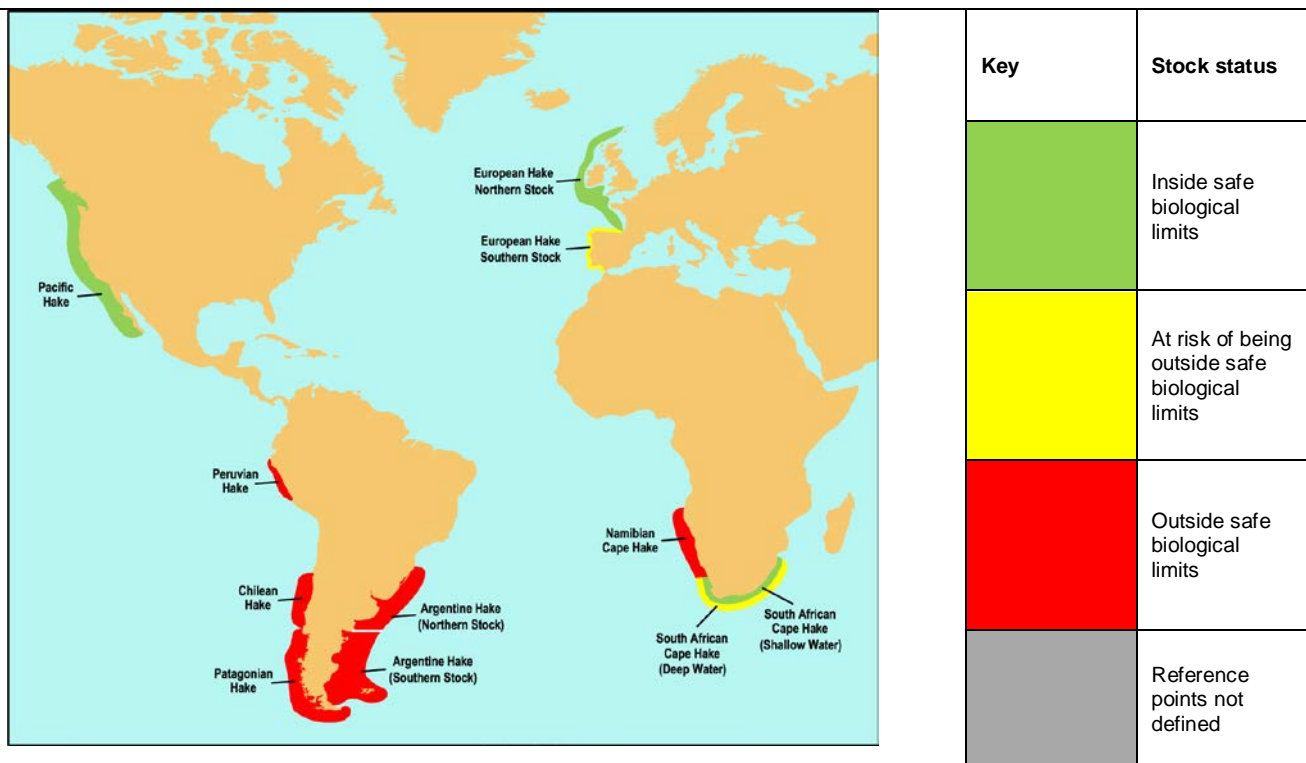 European Hake
Northern Stock
European Hake
Southern Stock
Pacific
Hake
Peruvian
Hake
Namibian
Cape Hake
Chilean
Hake
Argentine Hake
(Northern Stock)
South African
Cape Hake
(Shallow Water)
South African
Cape Hake
(Deep Water)
Argentine Hake
(Southern Stock)
Patagonian
Hake
Key
Stock status
Inside safe
biological
limits
At risk of being
outside safe
biological
limits
Outside safe
biological
limits
Reference
points not
defined